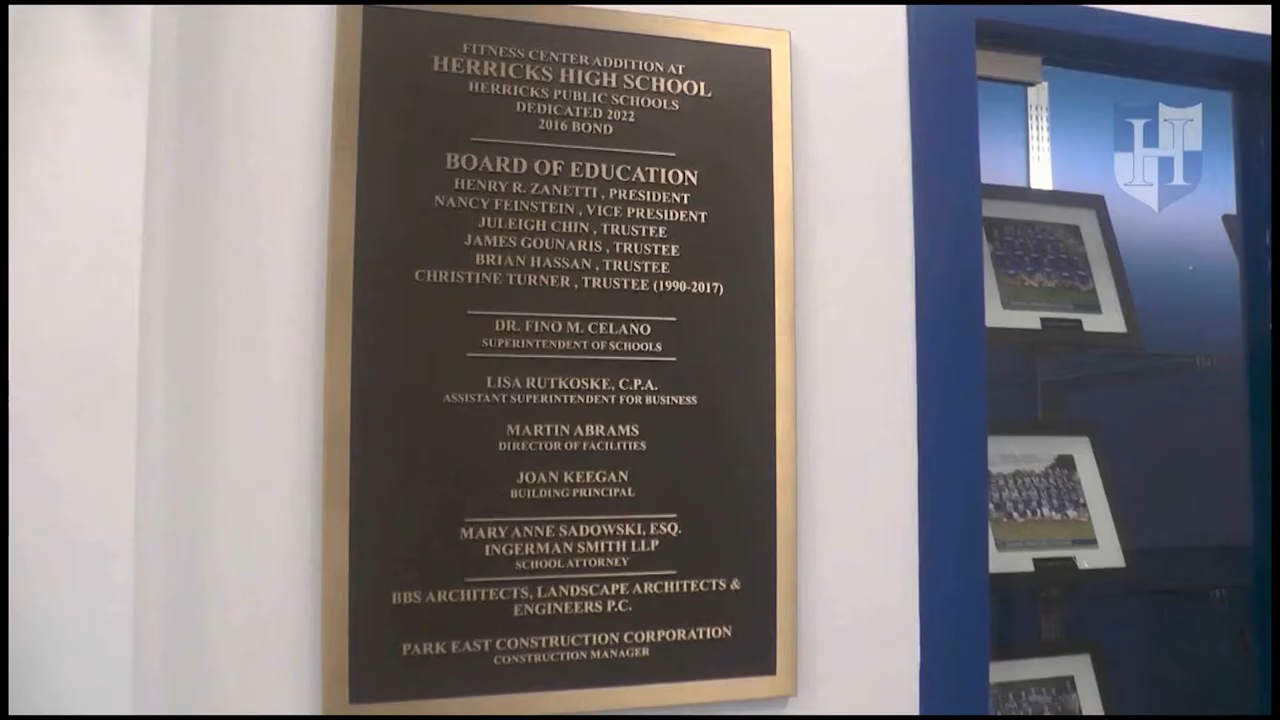 FITNESS CENTER ADDITION AT
HERRICKS HIGH SCHOOL
HERRICKS PUBLIC SCHOOLS
DEDICATED 2022
2016 BOND
BOARD OF EDUCATION
HENRY R. ZANETTI , PRESIDENT
NANCY FEINSTEIN , VICE PRESIDENT
JULEIGH CHIN , TRUSTEE
JAMES GOUNARIS , TRUSTEE
BRIAN HASSAN , TRUSTEE
CHRISTINE TURNER , TRUSTEE (1990-2017)
DR. FINO M. CELANO
SUPERINTENDENT OF SCHOOLS
LISA RUTKOSKE, C.P.A.
ASSISTANT SUPERINTENDENT FOR BUSINESS
MARTIN ABRAMS
DIRECTOR OF FACILITIES
JOAN KEEGAN
BUILDING PRINCIPAL
MARY ANNE SADOWSKI, ESQ.
INGERMAN SMITH LLP
SCHOOL ATTORNEY
BBS ARCHITECTS, LANDSCAPE ARCHITECTS &
ENGINEERS P.C.
PARK EAST CONSTRUCTION CORPORATION
CONSTRUCTION MANAGER
H